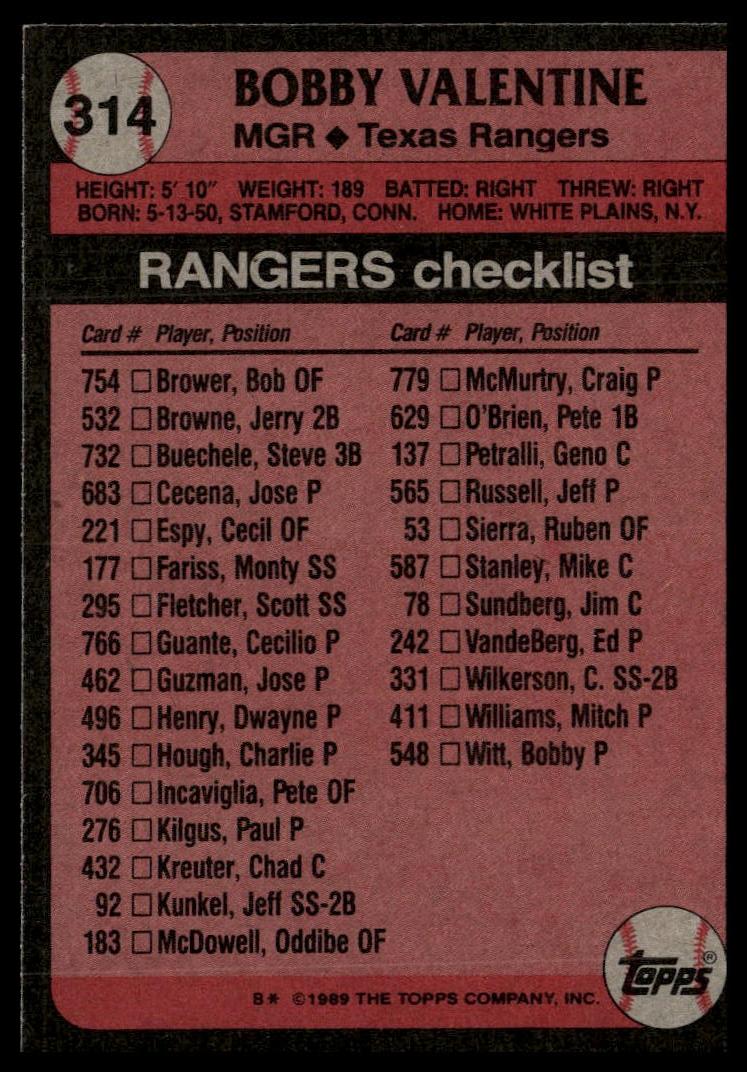 314
BOBBY VALENTINE
MGR ◆ Texas Rangers
HEIGHT: 5' 10" WEIGHT: 189 BATTED: RIGHT THREW: RIGHT
BORN: 5-13-50, STAMFORD, CONN. HOME: WHITE PLAINS, N.Y.
RANGERS checklist
Card # Player, Position
754 □ Brower, Bob OF
532 □ Browne, Jerry 2B
732 □ Buechele, Steve 3B
683 □ Cecena, Jose P
221 □ Espy, Cecil OF
177 □ Fariss, Monty SS
295 □ Fletcher, Scott SS
766 □ Guante, Cecilio P
462 □ Guzman, Jose P
496 □ Henry, Dwayne P
345 □ Hough, Charlie P
706 □ Incaviglia, Pete OF
276 □ Kilgus, Paul P
432 □ Kreuter, Chad C
92 □ Kunkel, Jeff SS-2B
183 □ McDowell, Oddibe OF
Card # Player, Position
779 □ McMurtry, Craig P
629 □ O'Brien, Pete 1B
137 □ Petralli, Geno C
565 □ Russell, Jeff P
53 □ Sierra, Ruben OF
587 □ Stanley, Mike C
78 □ Sundberg, Jim C
242 □ VandeBerg, Ed P
331 □ Wilkerson, C. SS-2B
411 □ Williams, Mitch P
548 □ Witt, Bobby P
B* ©1989 THE TOPPS COMPANY, INC.
TOPPS®